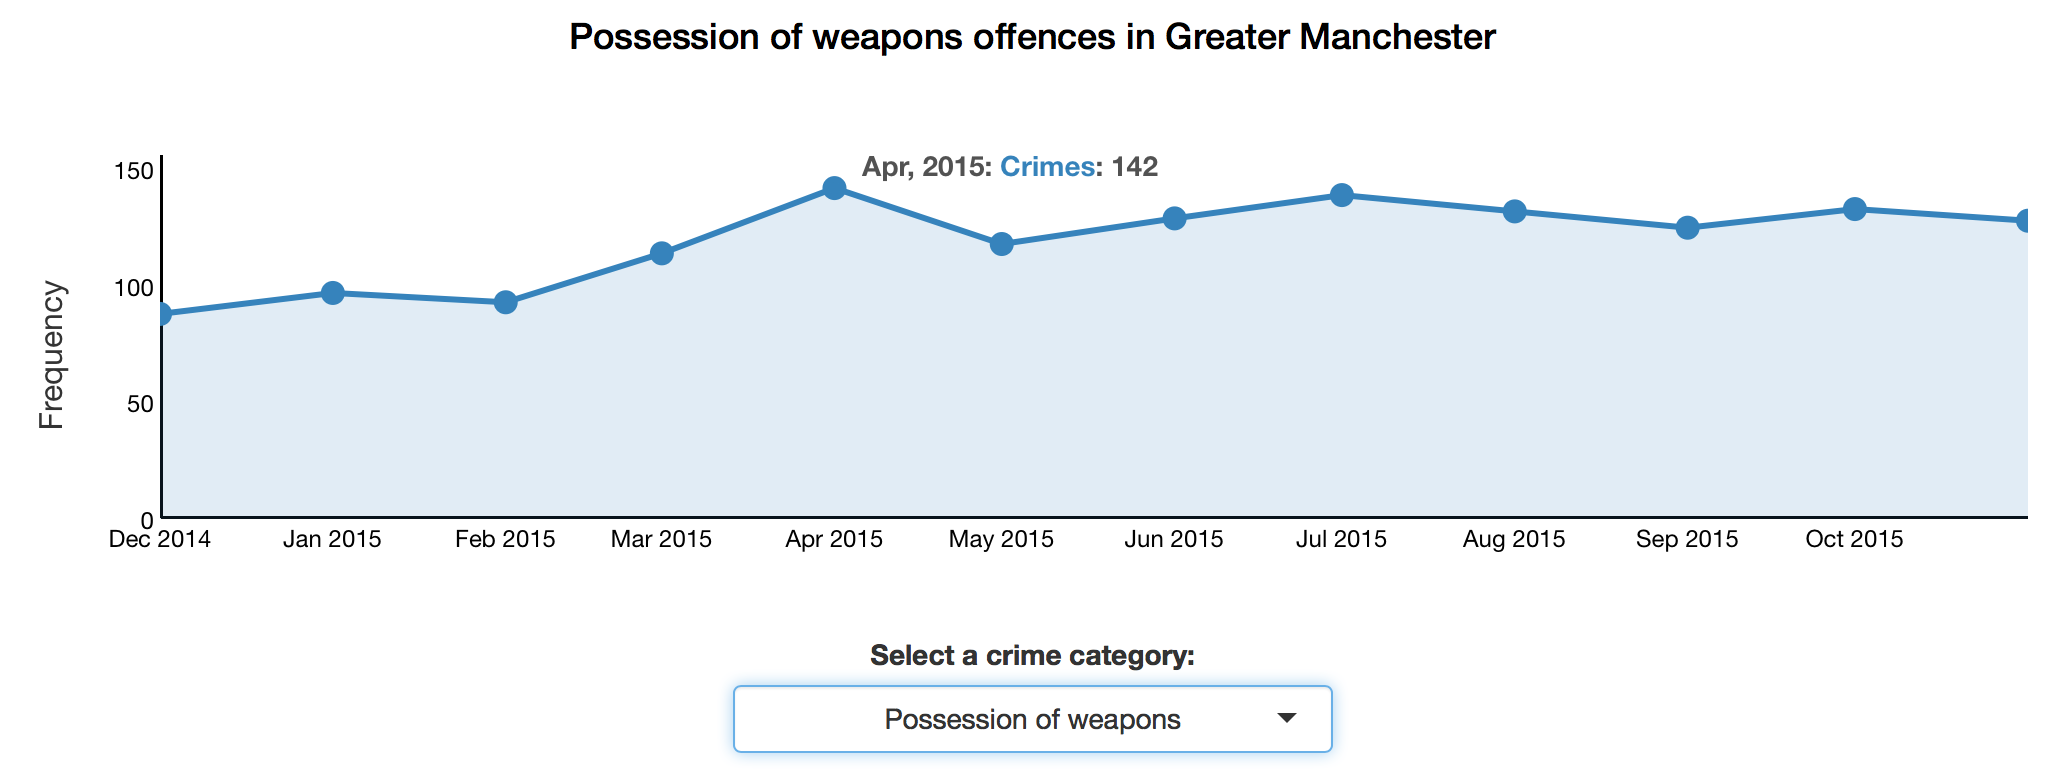 Possession of weapons offences in Greater Manchester
Apr, 2015: Crimes: 142
150
100
50
0
Frequency
Dec 2014 Jan 2015 Feb 2015 Mar 2015 Apr 2015 May 2015 Jun 2015 Jul 2015 Aug 2015 Sep 2015 Oct 2015
Select a crime category:
Possession of weapons